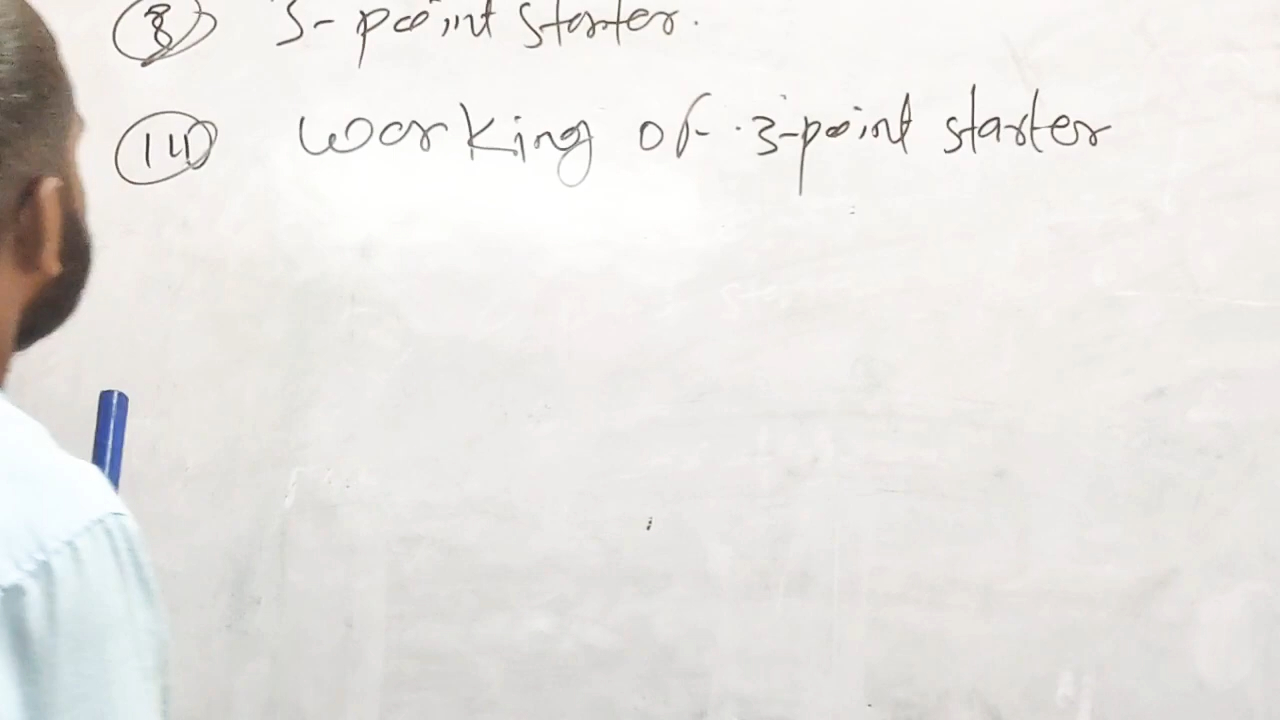 8 3-point starter.
14 working of 3-point starter